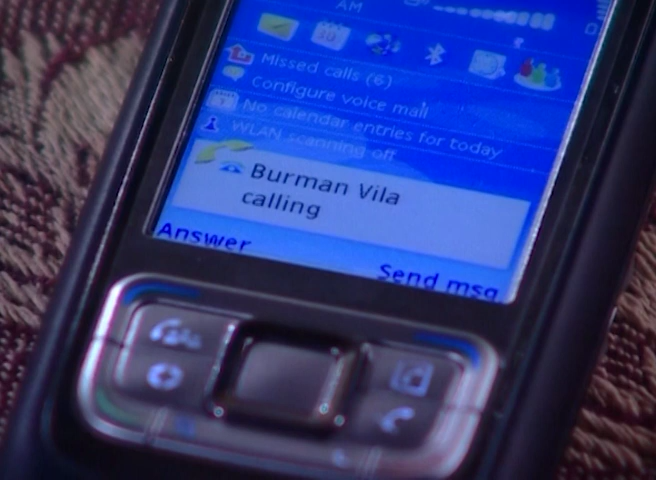 AM
Missed calls (6)
Configure voice mail
No calendar entries for today
WLAN scanning off
Burman Vila
calling
Answer
Send msg